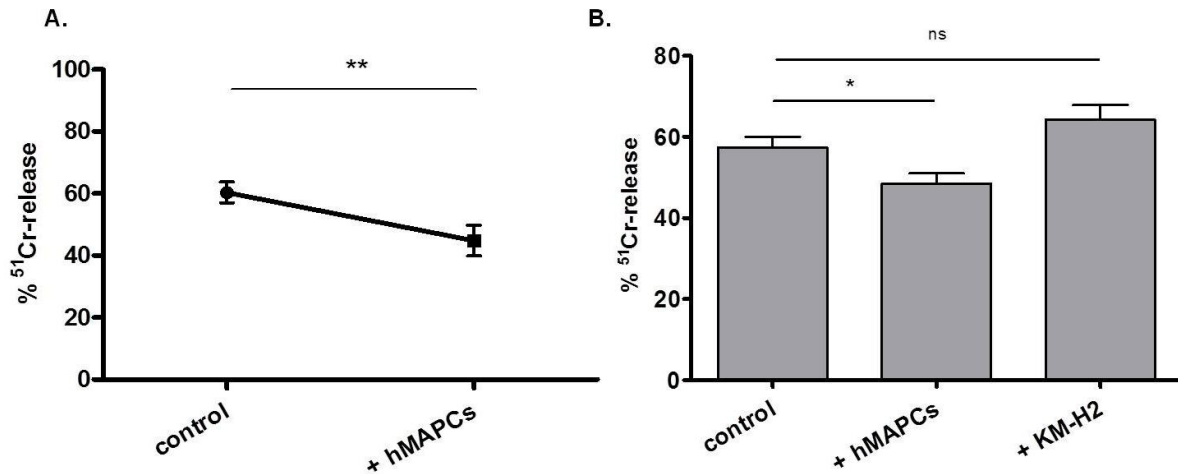 A.
**
100
80
60
40
20
0
% ⁵¹Cr-release
control
+ hMAPCs
B.
ns
*
80
60
40
20
0
% ⁵¹Cr-release
control
+ hMAPCs
+ KM-H2